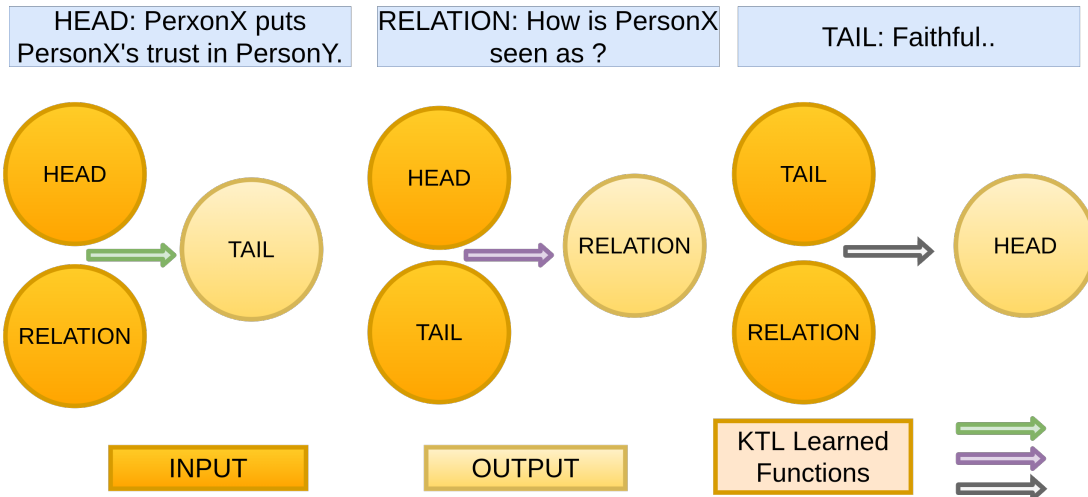 HEAD: PerxonX puts
PersonX's trust in PersonY.
RELATION: How is PersonX
seen as ?
TAIL: Faithful..
HEAD
RELATION
TAIL
HEAD
TAIL
RELATION
TAIL
RELATION
HEAD
INPUT
OUTPUT
KTL Learned
Functions